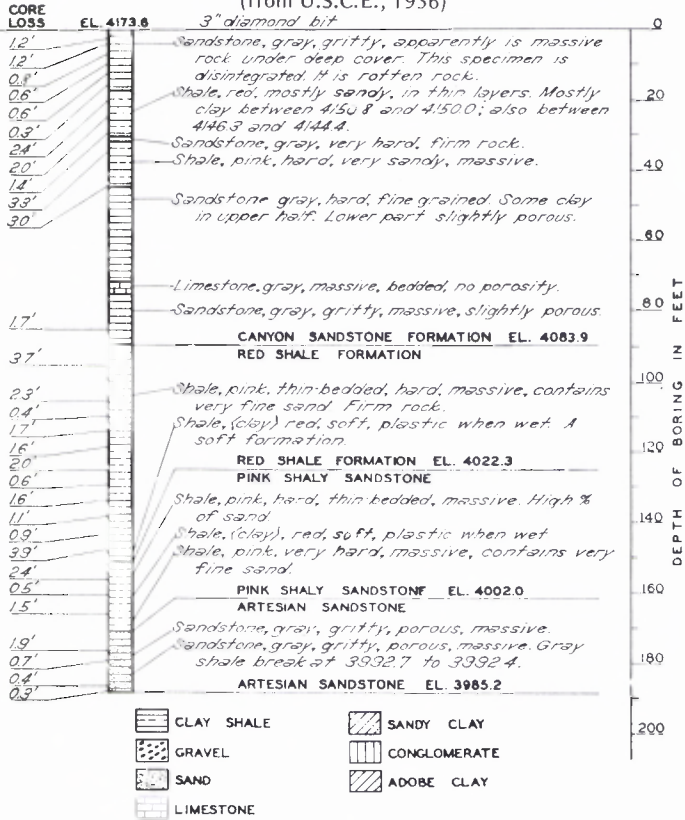 (from U.S.C.E., 1936)
CORE
LOSS
EL. 4173.6
3" diamond bit
0
1.2'
1.2'
0.8'
0.6'
0.6'
0.3'
2.4'
2.0'
1.4'
3.9'
3.0'
1.7'
3.7'
2.3'
0.4'
1.7'
1.6'
2.0'
0.6'
1.6'
1.1'
0.9'
3.9'
2.4'
0.5'
1.5'
1.9'
0.7'
0.4'
0.3'
Sandstone, gray, gritty, apparently is massive
rock under deep cover. This specimen is
disintegrated. It is rotten rock.
Shale, red, mostly sandy, in thin layers. Mostly
clay between 4150.8 and 4150.0; also between
4146.3 and 4144.4.
Sandstone, gray, very hard, firm rock.
Shale, pink, hard, very sandy, massive.
Sandstone gray, hard, fine grained. Some clay
in upper half. Lower part slightly porous.
Limestone, gray, massive, bedded, no porosity.
Sandstone, gray, gritty, massive, slightly porous.
CANYON SANDSTONE FORMATION EL. 4083.9
RED SHALE FORMATION
Shale, pink, thin-bedded, hard, massive, contains
very fine sand. Firm rock.
Shale, (clay) red, soft, plastic when wet. A
soft formation.
RED SHALE FORMATION EL. 4022.3
PINK SHALY SANDSTONE
Shale, pink, hard, thin-bedded, massive. High %
of sand.
Shale, (clay), red, soft, plastic when wet
Shale, pink, very hard, massive, contains very
fine sand.
PINK SHALY SANDSTONE EL. 4002.0
ARTESIAN SANDSTONE
Sandstone, gray, gritty, porous, massive.
Sandstone, gray, gritty, porous, massive. Gray
shale break at 3992.7 to 3992.4.
ARTESIAN SANDSTONE EL. 3985.2
20
40
60
80
100
120
140
160
180
200
DEPTH OF BORING IN FEET
CLAY SHALE
SANDY CLAY
GRAVEL
CONGLOMERATE
SAND
ADOBE CLAY
LIMESTONE